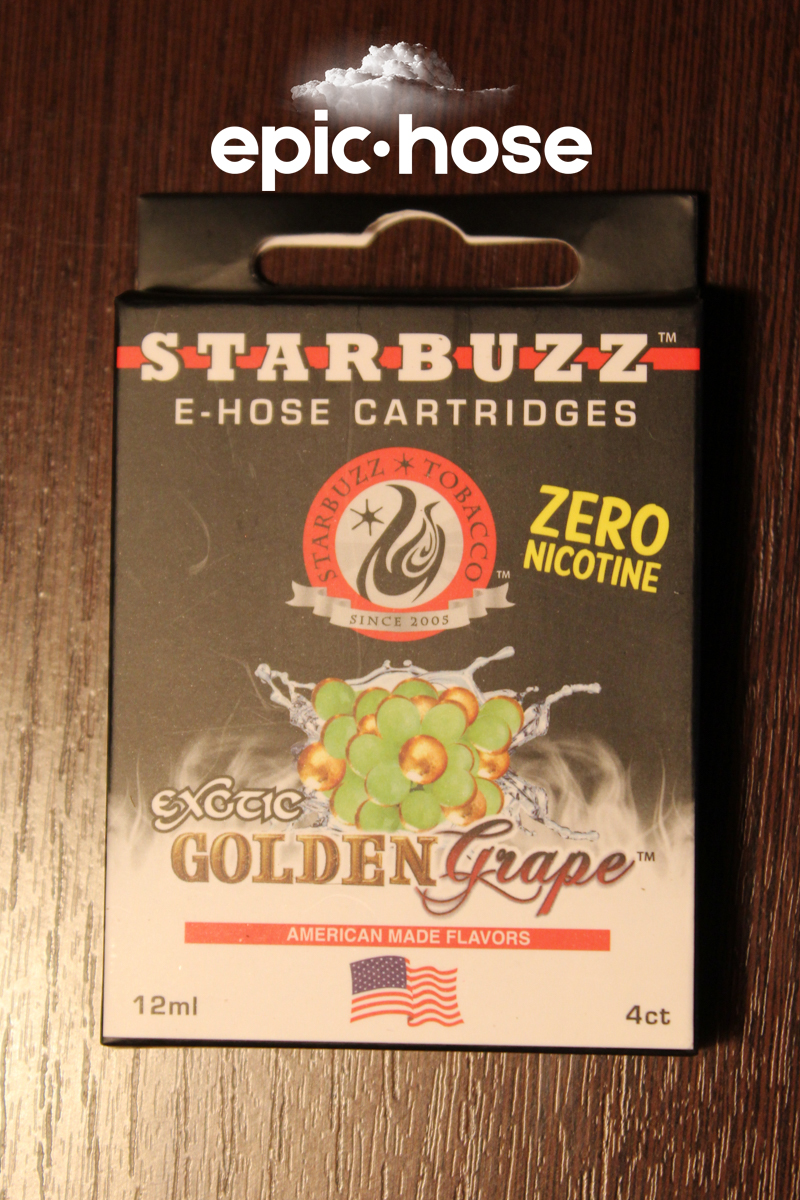 epic·hose
STARBUZZ™
E-HOSE CARTRIDGES
STARBUZZ TOBACCO
™
SINCE 2005
ZERO
NICOTINE
EXOTIC
GOLDEN Grape™
AMERICAN MADE FLAVORS
12ml
4ct